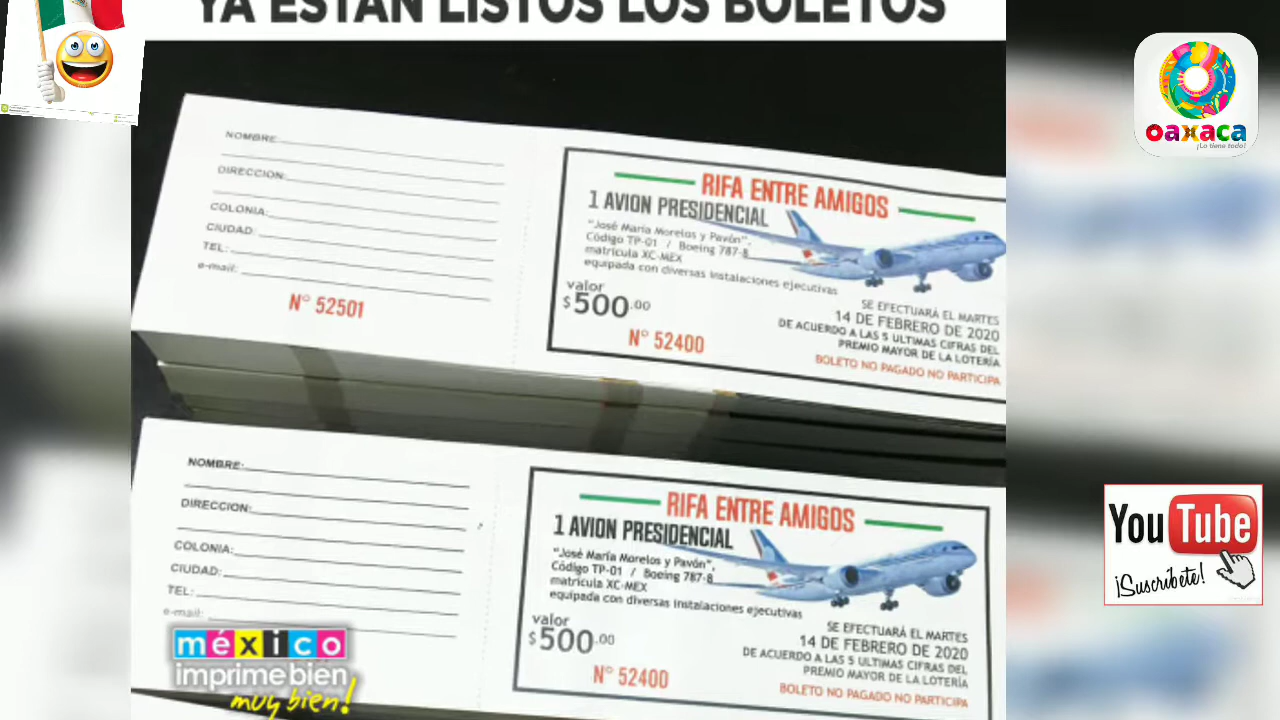 YA ESTAN LISTOS LOS BOLETOS
oaxaca
¡Lo tiene todo!
NOMBRE:
DIRECCION:
COLONIA:
CIUDAD:
TEL:
e-mail:
N° 52501
RIFA ENTRE AMIGOS
1 AVION PRESIDENCIAL
"José María Morelos y Pavón",
Código TP-01 / Boeing 787-8
matrícula XC-MEX
equipada con diversas instalaciones ejecutivas
valor
$500.00
N° 52400
SE EFECTUARÁ EL MARTES
14 DE FEBRERO DE 2020
DE ACUERDO A LAS 5 ULTIMAS CIFRAS DEL
PREMIO MAYOR DE LA LOTERÍA
BOLETO NO PAGADO NO PARTICIPA
NOMBRE:
DIRECCION:
COLONIA:
CIUDAD:
TEL:
e-mail:
RIFA ENTRE AMIGOS
1 AVION PRESIDENCIAL
"José María Morelos y Pavón",
Código TP-01 / Boeing 787-8
matrícula XC-MEX
equipada con diversas instalaciones ejecutivas
valor
$500.00
N° 52400
SE EFECTUARÁ EL MARTES
14 DE FEBRERO DE 2020
DE ACUERDO A LAS 5 ULTIMAS CIFRAS DEL
PREMIO MAYOR DE LA LOTERÍA
BOLETO NO PAGADO NO PARTICIPA
méxico
imprime bien
muy bien!
YouTube
¡Suscríbete!